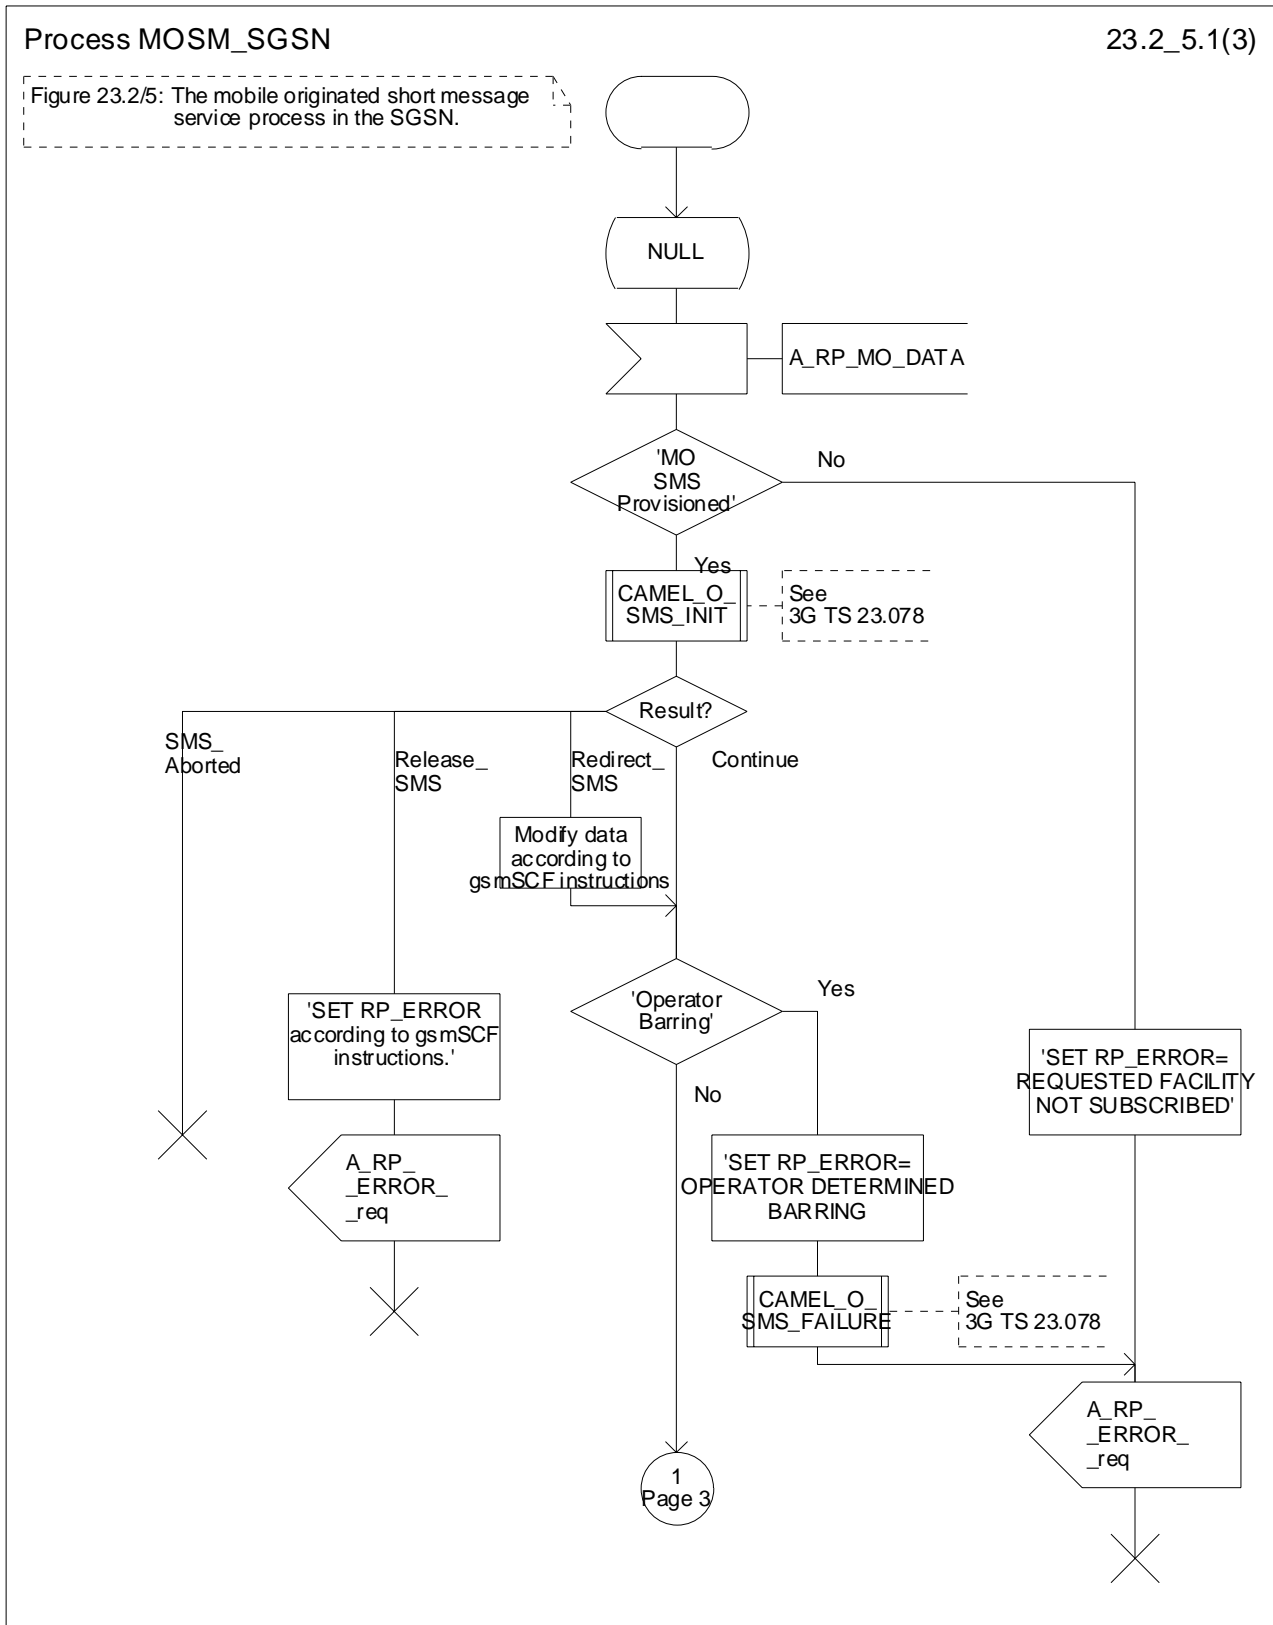 Process MOSM_SGSN
23.2_5.1(3)
Figure 23.2/5: The mobile originated short message
service process in the SGSN.
NULL
A_RP_MO_DATA
'MO
SMS
Provisioned'
No
Yes
CAMEL_O_
SMS_INIT
See
3G TS 23.078
Result?
SMS_
Aborted
Release_
SMS
Redirect_
SMS
Continue
Modify data
according to
gsmSCF instructions
'Operator
Barring'
Yes
No
'SET RP_ERROR
according to gsmSCF
instructions.'
'SET RP_ERROR=
REQUESTED FACILITY
NOT SUBSCRIBED'
A_RP_
_ERROR_
_req
'SET RP_ERROR=
OPERATOR DETERMINED
BARRING
CAMEL_O_
SMS_FAILURE
See
3G TS 23.078
A_RP_
_ERROR_
_req
1
Page 3